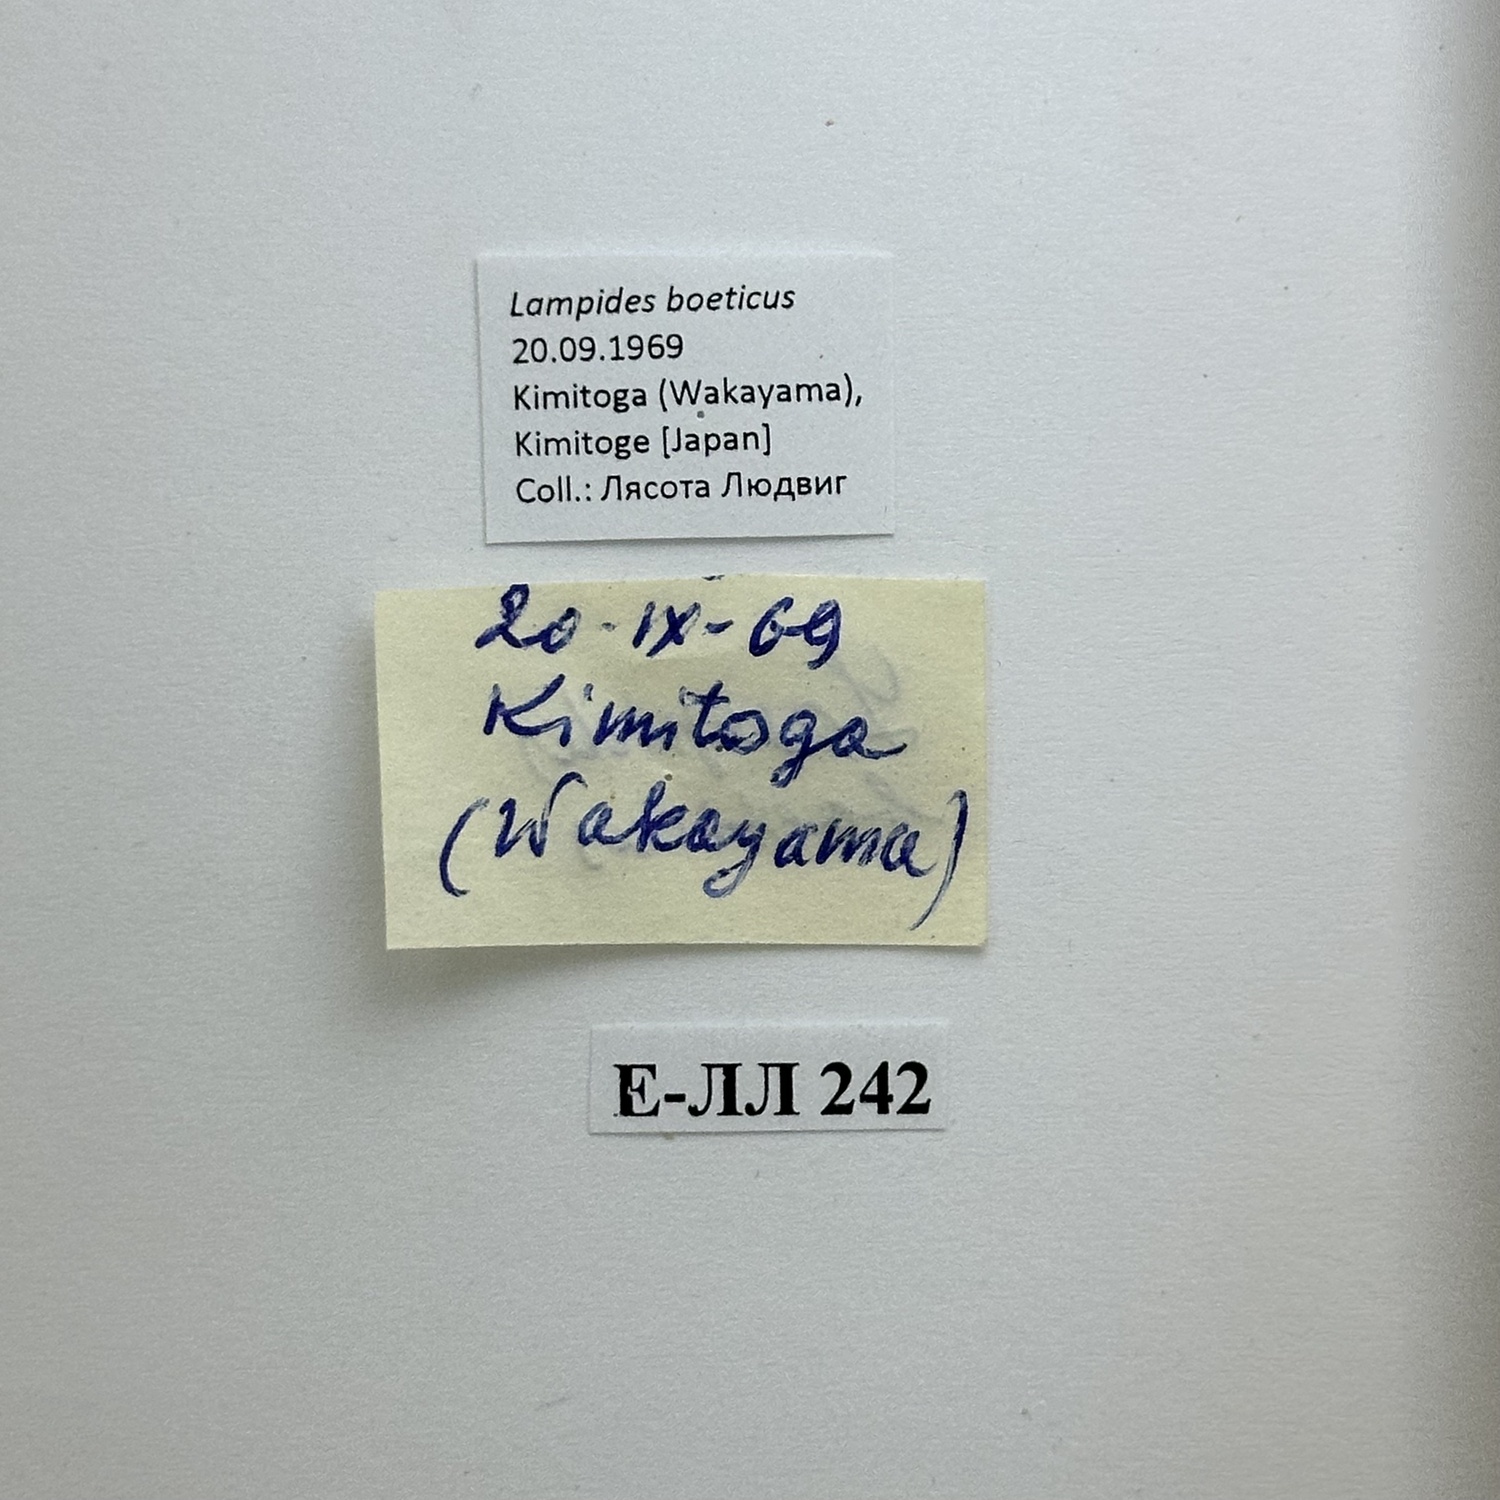 Lampides boeticus
20.09.1969
Kimitoga (Wakayama),
Kimitoge [Japan]
Coll.: Лясота Людвиг
20-IX-69
Kimitoga
(Wakayama)
Е-ЛЛ 242